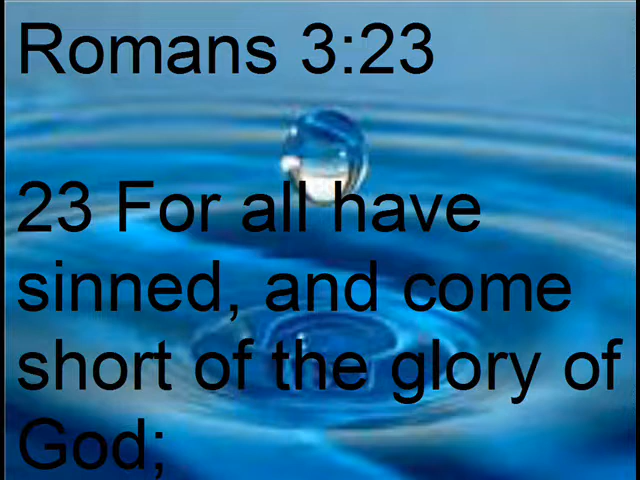 Romans 3:23
23 For all have
sinned, and come
short of the glory of
God;